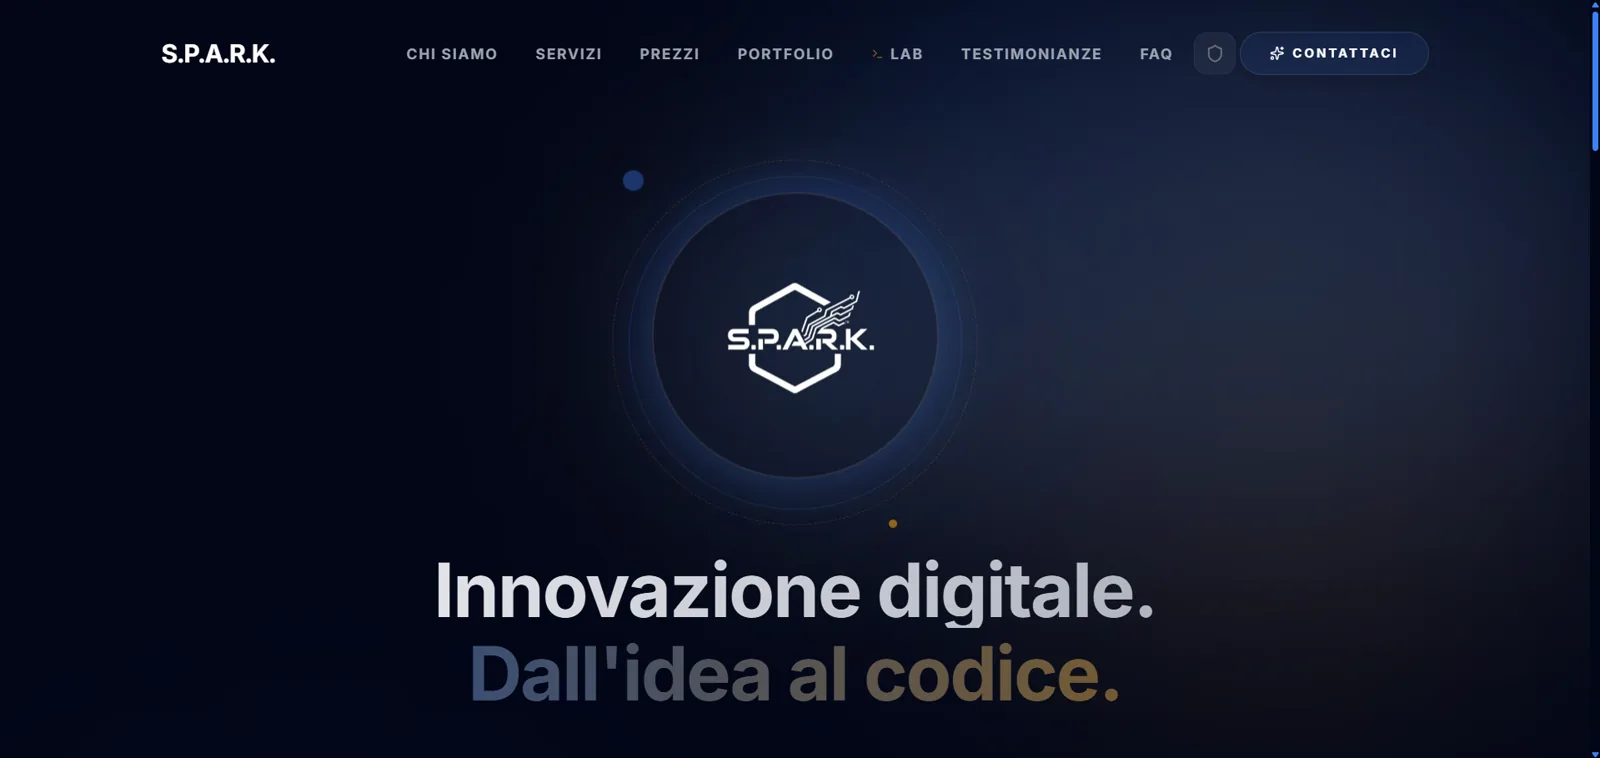 S.P.A.R.K.
CHI SIAMO
SERVIZI
PREZZI
PORTFOLIO
>_ LAB
TESTIMONIANZE
FAQ
CONTATTACI
S.P.A.R.K.
Innovazione digitale.
Dall'idea al codice.